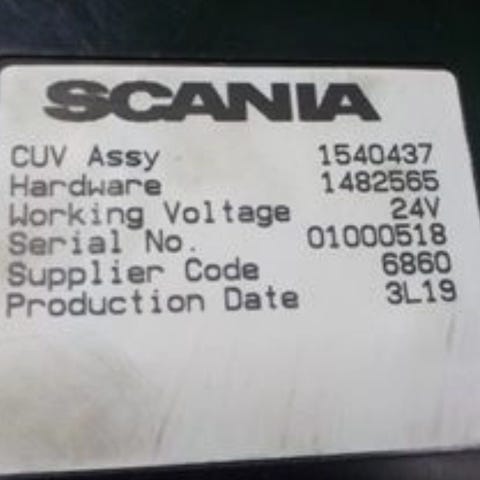 SCANIA
CUV Assy 1540437
Hardware 1482565
Working Voltage 24V
Serial No. 01000518
Supplier Code 6860
Production Date 3L19